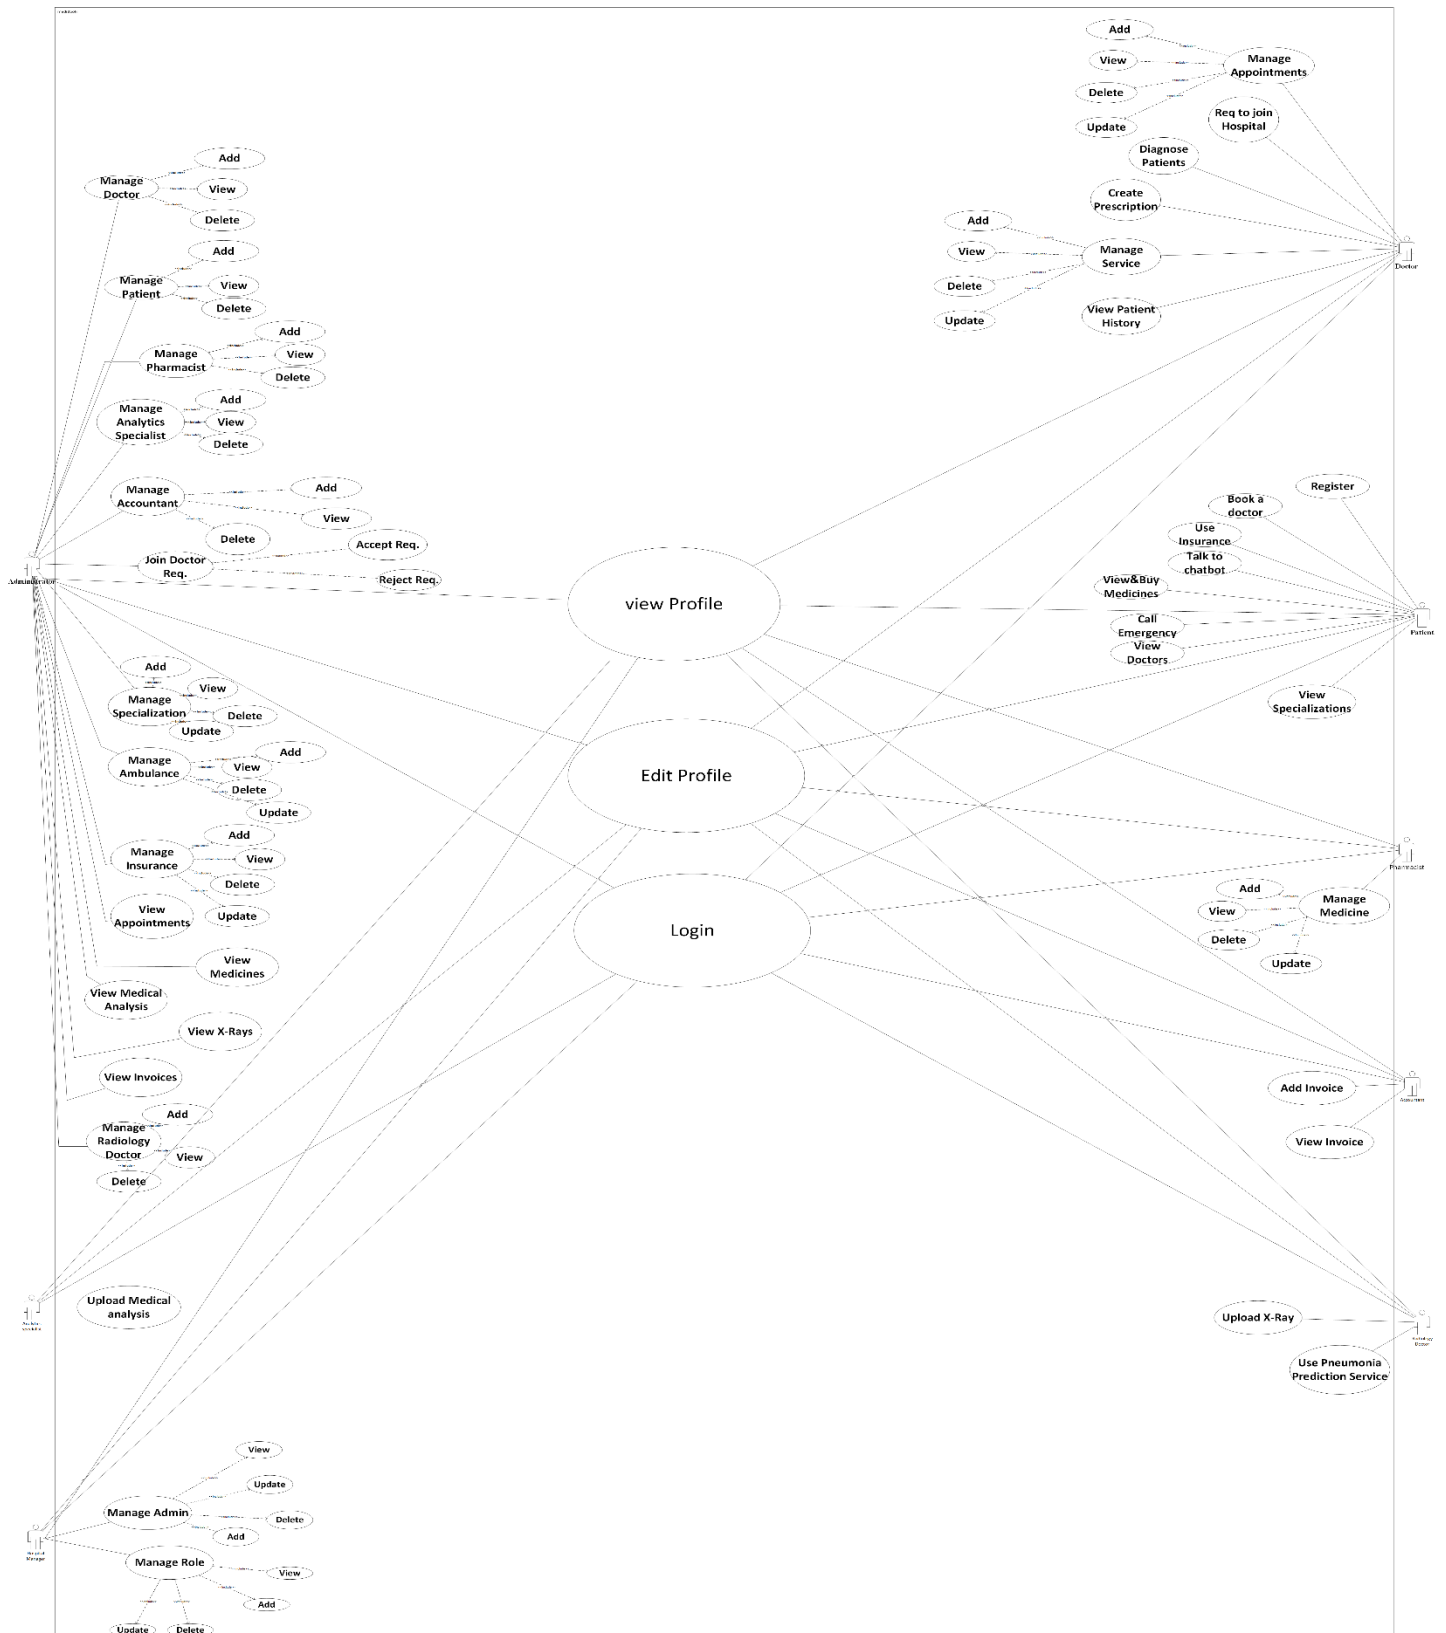 Add
View
Delete
Update
Manage
Appointments
Req to join
Hospital
Diagnose
Patients
Create
Prescription
Add
View
Delete
Update
Manage
Service
View Patient
History
Doctor
Manage
Doctor
Add
View
Delete
Manage
Patient
Add
View
Delete
Manage
Pharmacist
Add
View
Delete
Manage
Analytics
Specialist
Add
View
Delete
Manage
Accountant
Add
View
Delete
Join Doctor
Req.
Accept Req.
Reject Req.
Administrator
view Profile
Edit Profile
Login
Register
Book a
doctor
Use
Insurance
Talk to
chatbot
View&Buy
Medicines
Call
Emergency
View
Doctors
View
Specializations
Patient
Manage
Specialization
Add
View
Delete
Update
Manage
Ambulance
Add
View
Delete
Update
Manage
Insurance
Add
View
Delete
Update
View
Appointments
View
Medicines
View Medical
Analysis
View X-Rays
View Invoices
Manage
Radiology
Doctor
Add
View
Delete
Pharmacist
Manage
Medicine
Add
View
Delete
Update
Add Invoice
View Invoice
Upload Medical
analysis
Upload X-Ray
Use Pneumonia
Prediction Service
Manage Admin
View
Update
Delete
Add
Manage Role
View
Add
Update
Delete